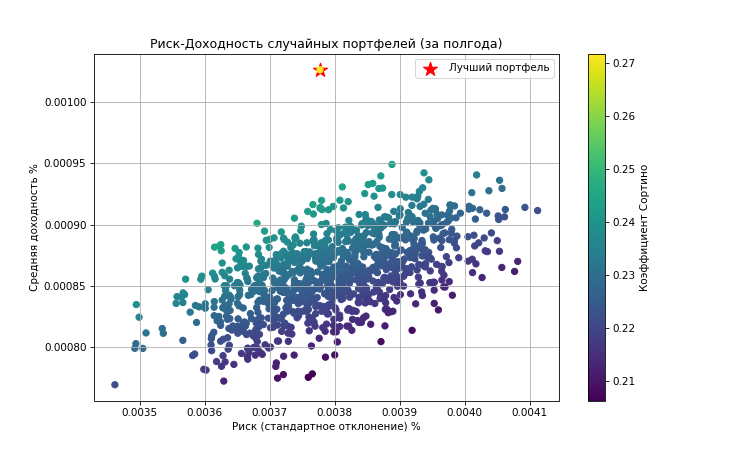 Риск-Доходность случайных портфелей (за полгода)
Лучший портфель
Средняя доходность %
0.00100
0.00095
0.00090
0.00085
0.00080
0.0035 0.0036 0.0037 0.0038 0.0039 0.0040 0.0041
Риск (стандартное отклонение) %
0.27
0.26
0.25
0.24
0.23
0.22
0.21
Коэффициент Сортино